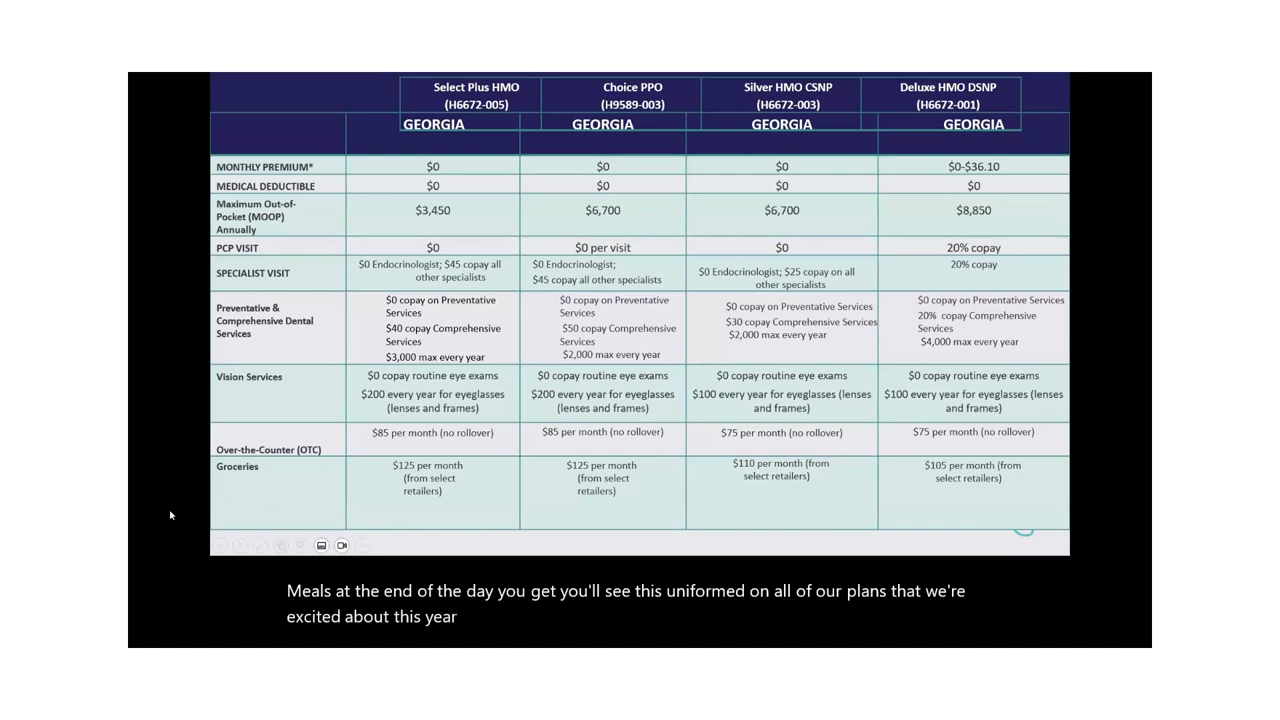 Select Plus HMO Choice PPO Silver HMO CSNP Deluxe HMO DSNP
(H6672-005) (H9589-003) (H6672-003) (H6672-001)
GEORGIA GEORGIA GEORGIA GEORGIA
MONTHLY PREMIUM* $0 $0 $0 $0-$36.10
MEDICAL DEDUCTIBLE $0 $0 $0 $0
Maximum Out-of-
Pocket (MOOP)
Annually
$3,450 $6,700 $6,700 $8,850
PCP VISIT $0 $0 per visit $0 20% copay
SPECIALIST VISIT
$0 Endocrinologist; $45 copay all
other specialists
$0 Endocrinologist;
$45 copay all other specialists
$0 Endocrinologist; $25 copay on all
other specialists
20% copay
Preventative &
Comprehensive Dental
Services
$0 copay on Preventative
Services
$40 copay Comprehensive
Services
$3,000 max every year
$0 copay on Preventative
Services
$50 copay Comprehensive
Services
$2,000 max every year
$0 copay on Preventative Services
$30 copay Comprehensive Services
$2,000 max every year
$0 copay on Preventative Services
20% copay Comprehensive
Services
$4,000 max every year
Vision Services
$0 copay routine eye exams
$200 every year for eyeglasses
(lenses and frames)
$0 copay routine eye exams
$200 every year for eyeglasses
(lenses and frames)
$0 copay routine eye exams
$100 every year for eyeglasses (lenses
and frames)
$0 copay routine eye exams
$100 every year for eyeglasses (lenses
and frames)
Over-the-Counter (OTC)
$85 per month (no rollover) $85 per month (no rollover) $75 per month (no rollover) $75 per month (no rollover)
Groceries
$125 per month
(from select
retailers)
$125 per month
(from select
retailers)
$110 per month (from
select retailers)
$105 per month (from
select retailers)
Meals at the end of the day you get you'll see this uniformed on all of our plans that we're
excited about this year